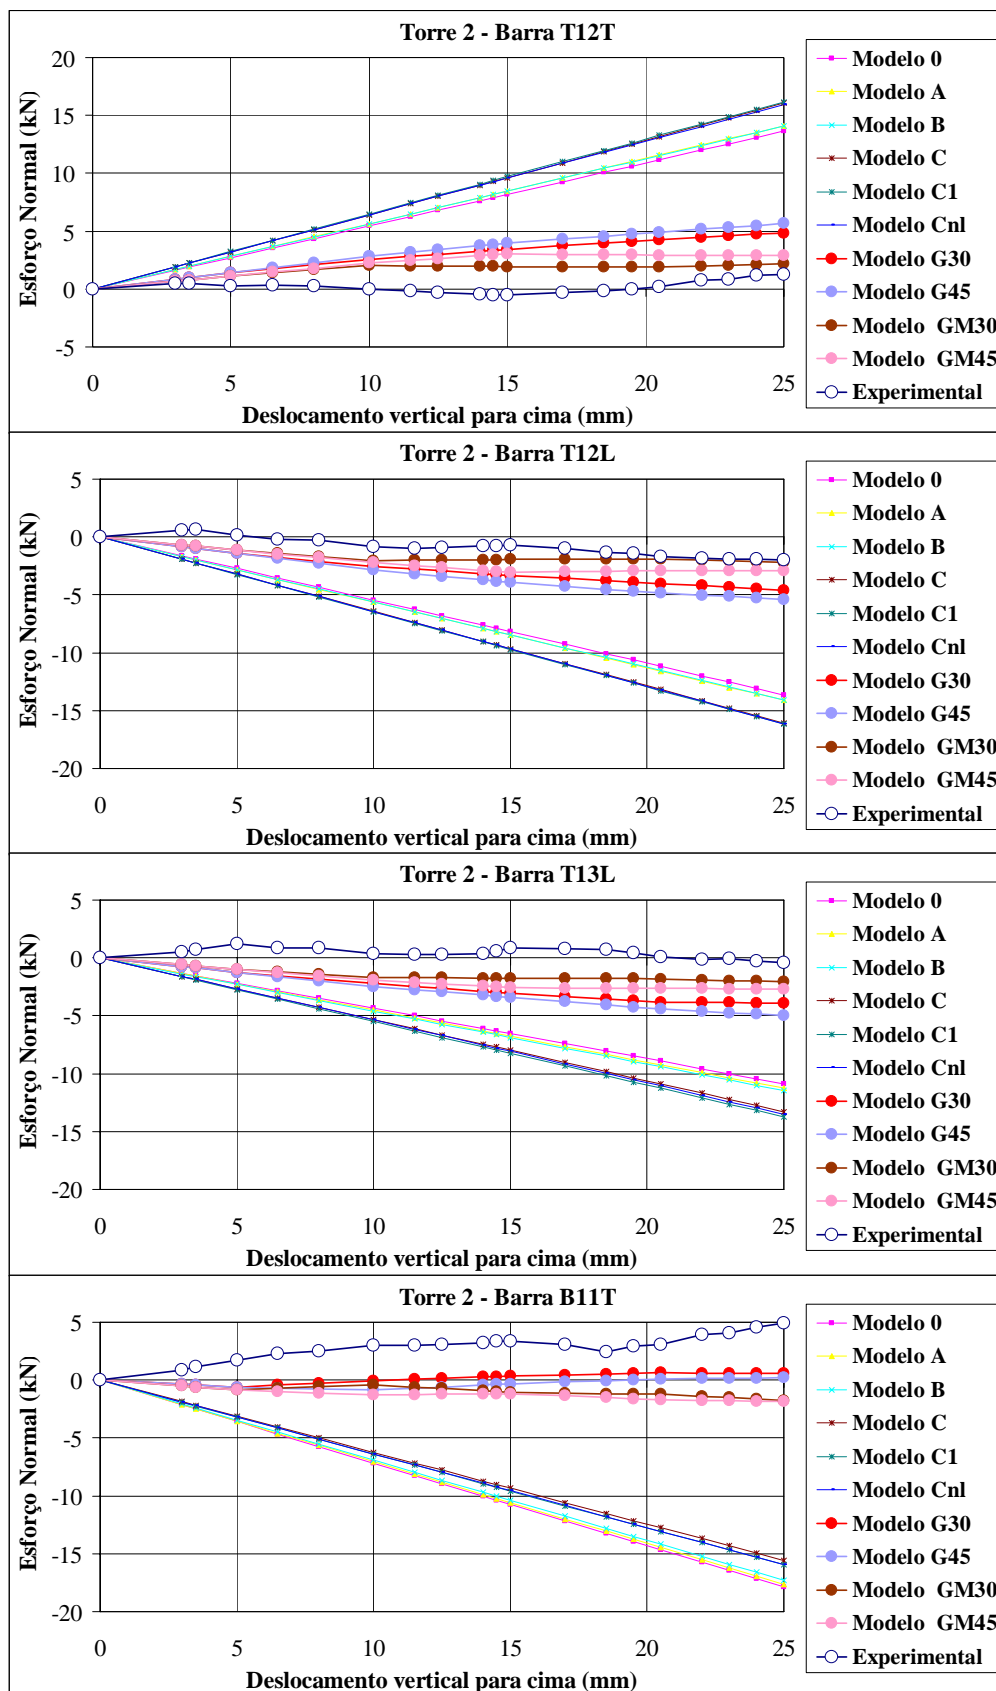 Torre 2 - Barra T12T
Esforço Normal (kN)
20
15
10
5
0
-5
0 5 10 15 20 25
Deslocamento vertical para cima (mm)
Modelo 0
Modelo A
Modelo B
Modelo C
Modelo C1
Modelo Cnl
Modelo G30
Modelo G45
Modelo GM30
Modelo GM45
Experimental
Torre 2 - Barra T12L
Esforço Normal (kN)
5
0
-5
-10
-15
-20
0 5 10 15 20 25
Deslocamento vertical para cima (mm)
Modelo 0
Modelo A
Modelo B
Modelo C
Modelo C1
Modelo Cnl
Modelo G30
Modelo G45
Modelo GM30
Modelo GM45
Experimental
Torre 2 - Barra T13L
Esforço Normal (kN)
5
0
-5
-10
-15
-20
0 5 10 15 20 25
Deslocamento vertical para cima (mm)
Modelo 0
Modelo A
Modelo B
Modelo C
Modelo C1
Modelo Cnl
Modelo G30
Modelo G45
Modelo GM30
Modelo GM45
Experimental
Torre 2 - Barra B11T
Esforço Normal (kN)
5
0
-5
-10
-15
-20
0 5 10 15 20 25
Deslocamento vertical para cima (mm)
Modelo 0
Modelo A
Modelo B
Modelo C
Modelo C1
Modelo Cnl
Modelo G30
Modelo G45
Modelo GM30
Modelo GM45
Experimental